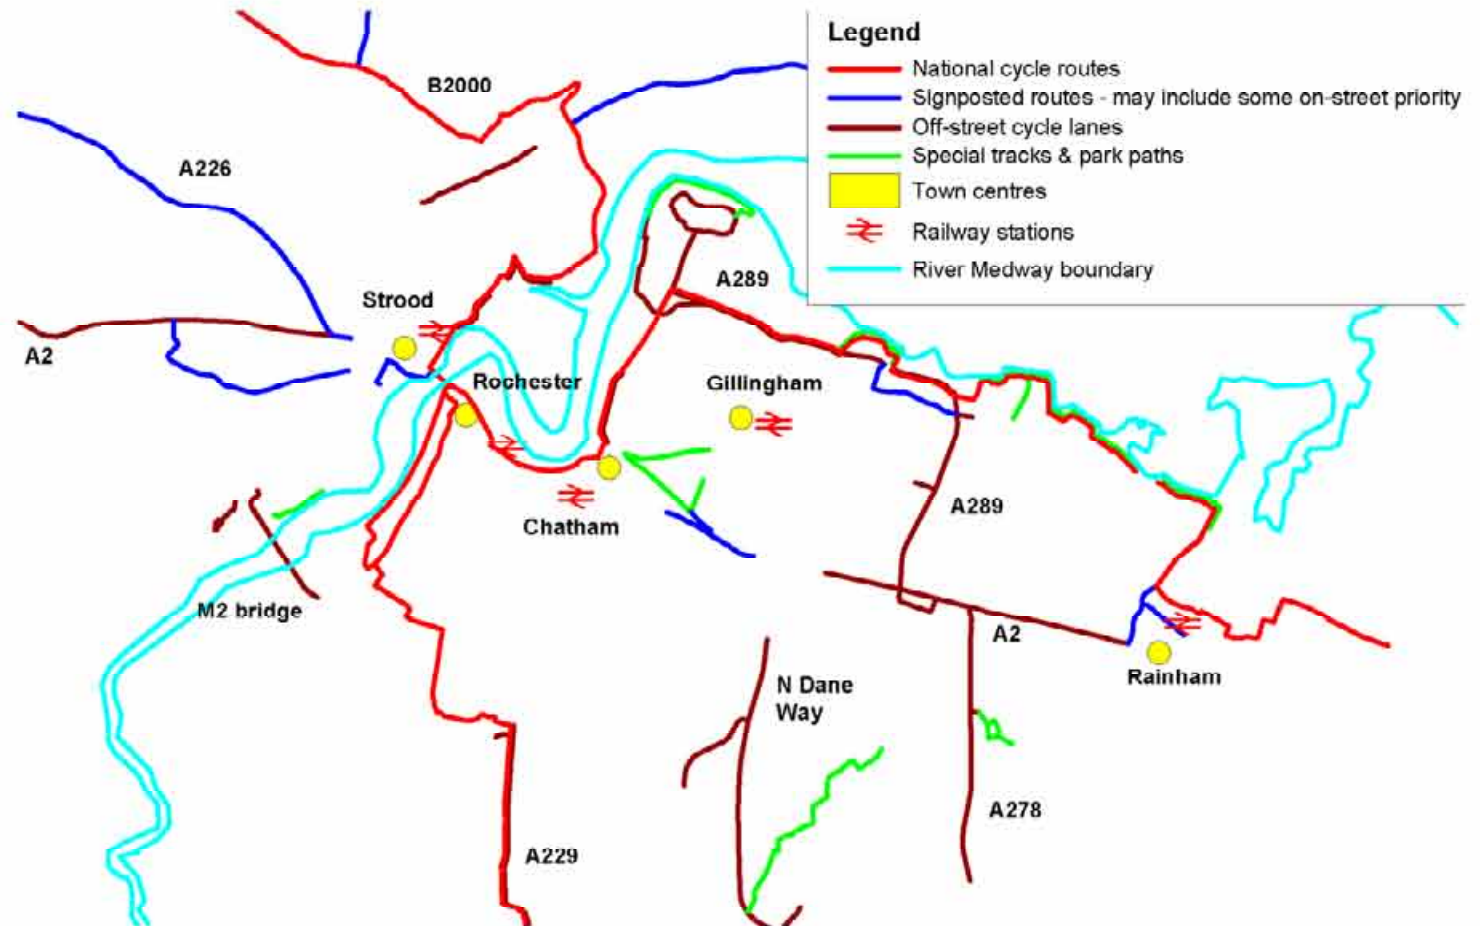 Legend
National cycle routes
Signposted routes - may include some on-street priority
Off-street cycle lanes
Special tracks & park paths
Town centres
Railway stations
River Medway boundary
B2000
A226
A289
Strood
A2
Rochester
Gillingham
A289
Chatham
M2 bridge
A2
Rainham
N Dane
Way
A278
A229